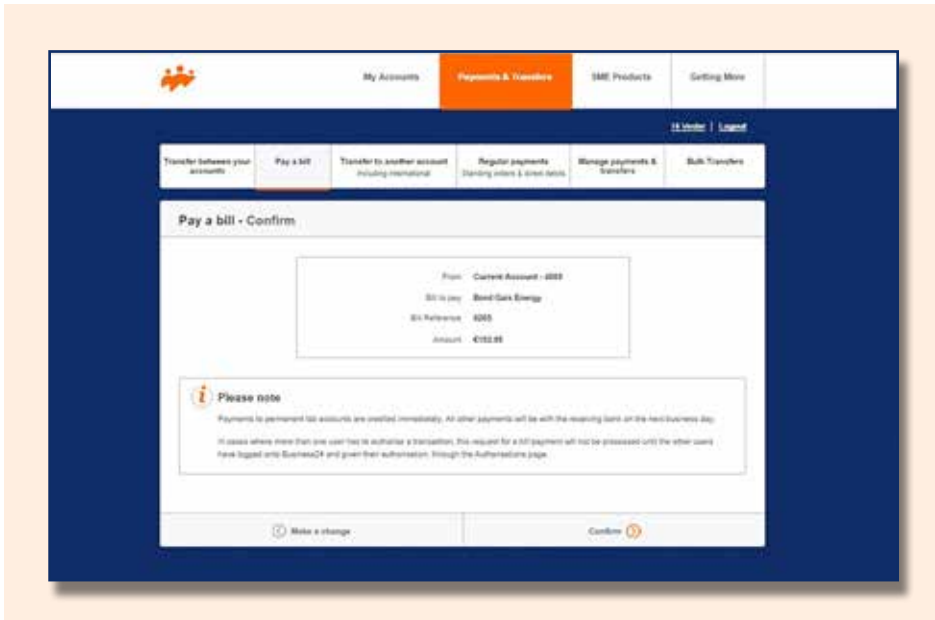 My Accounts
Payments & Transfers
SME Products
Getting More
Hi Vendor | Logout
Transfer between your
accounts
Pay a bill
Transfer to another account
Including international
Regular payments
Standing orders & direct debits
Manage payments &
transfers
Bulk Transfers
Pay a bill - Confirm
From Current Account -
Bill to pay Bord Gais Energy
Bill Reference
Amount
Please note
Payments to permanent tsb accounts are credited immediately. All other payments will be with the receiving bank on the next business day.
In cases where more than one user has to authorise a transaction, this request for a bill payment will not be processed until the other users
have logged onto Business24 and given their authorisation, through the Authorisations page.
Make a change
Confirm